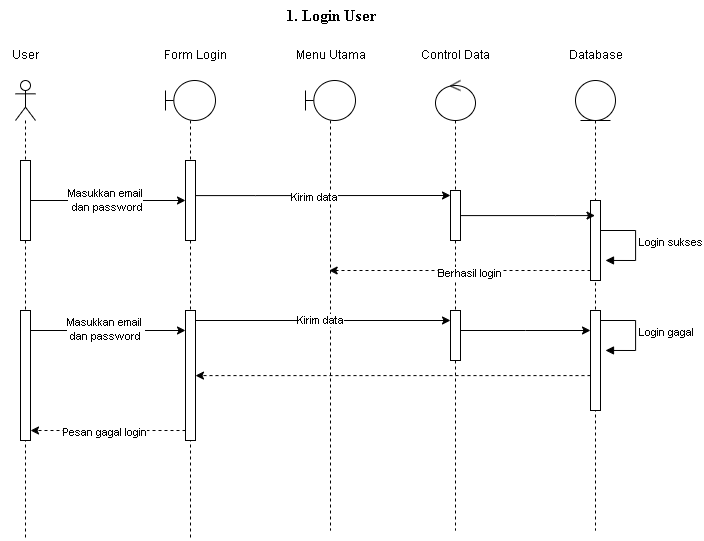 1. Login User
User
Form Login
Menu Utama
Control Data
Database
Masukkan email
dan password
Kirim data
Login sukses
Berhasil login
Masukkan email
dan password
Kirim data
Login gagal
Pesan gagal login